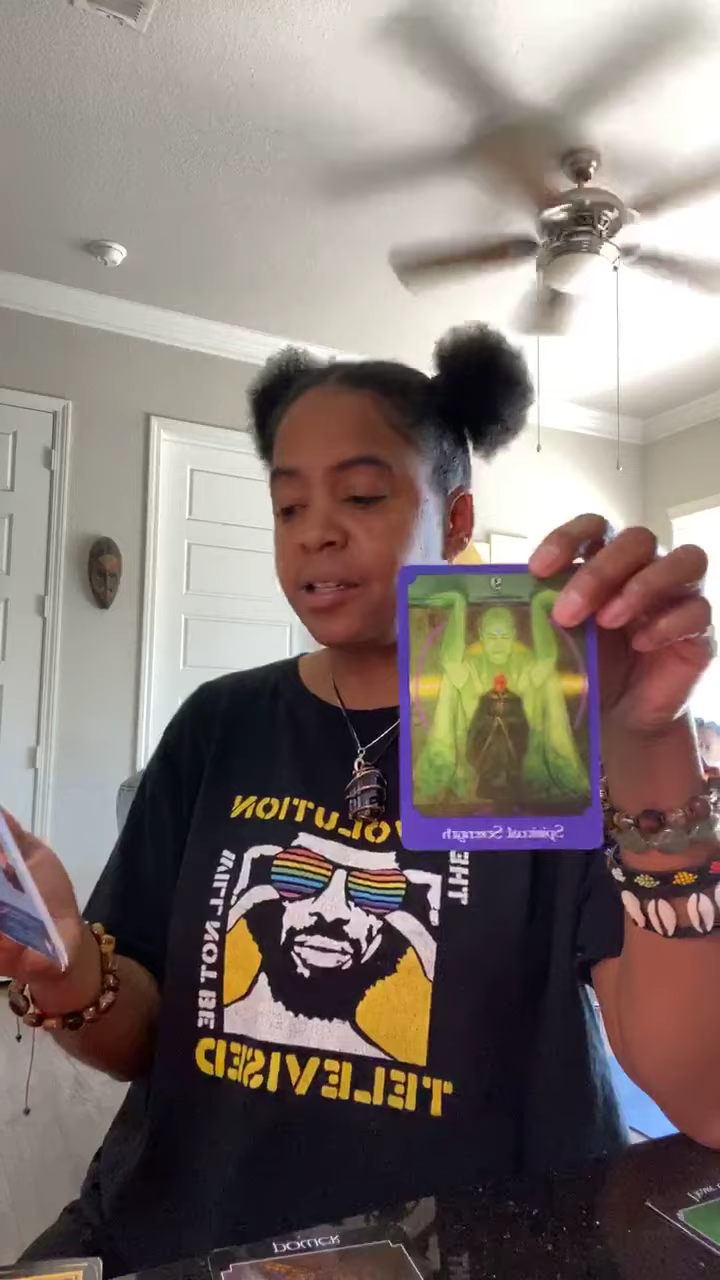 9
Spiritual Strength
VOLUTION
THE
WILL NOT BE
TELEVISED
POWER